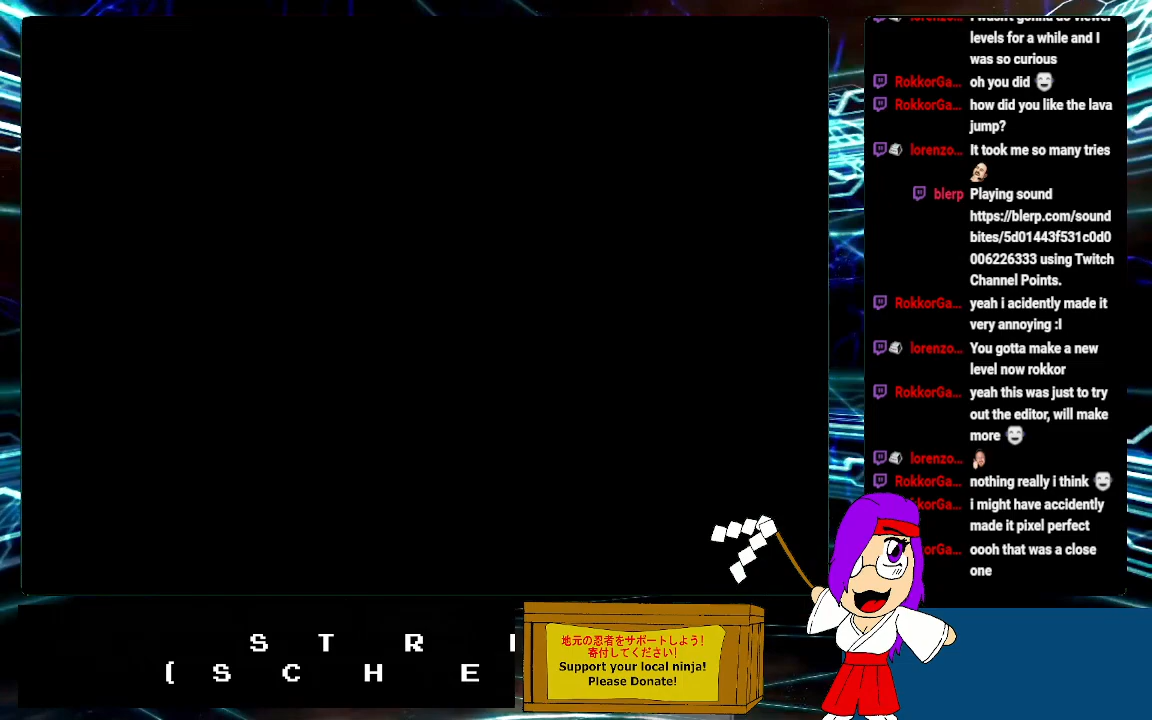 levels for a while and I
was so curious
RokkorGa... oh you did
RokkorGa... how did you like the lava
jump?
lorenzo... It took me so many tries
blerp Playing sound
https://blerp.com/sound
bites/5d01443f531c0d0
006226333 using Twitch
Channel Points.
RokkorGa... yeah i acidently made it
very annoying :I
lorenzo... You gotta make a new
level now rokkor
RokkorGa... yeah this was just to try
out the editor, will make
more
lorenzo...
RokkorGa... nothing really i think
kkorGa... i might have accidently
made it pixel perfect
orGa... oooh that was a close
one
S T R
( S C H E
地元の忍者をサポートしよう!
寄付してください!
Support your local ninja!
Please Donate!